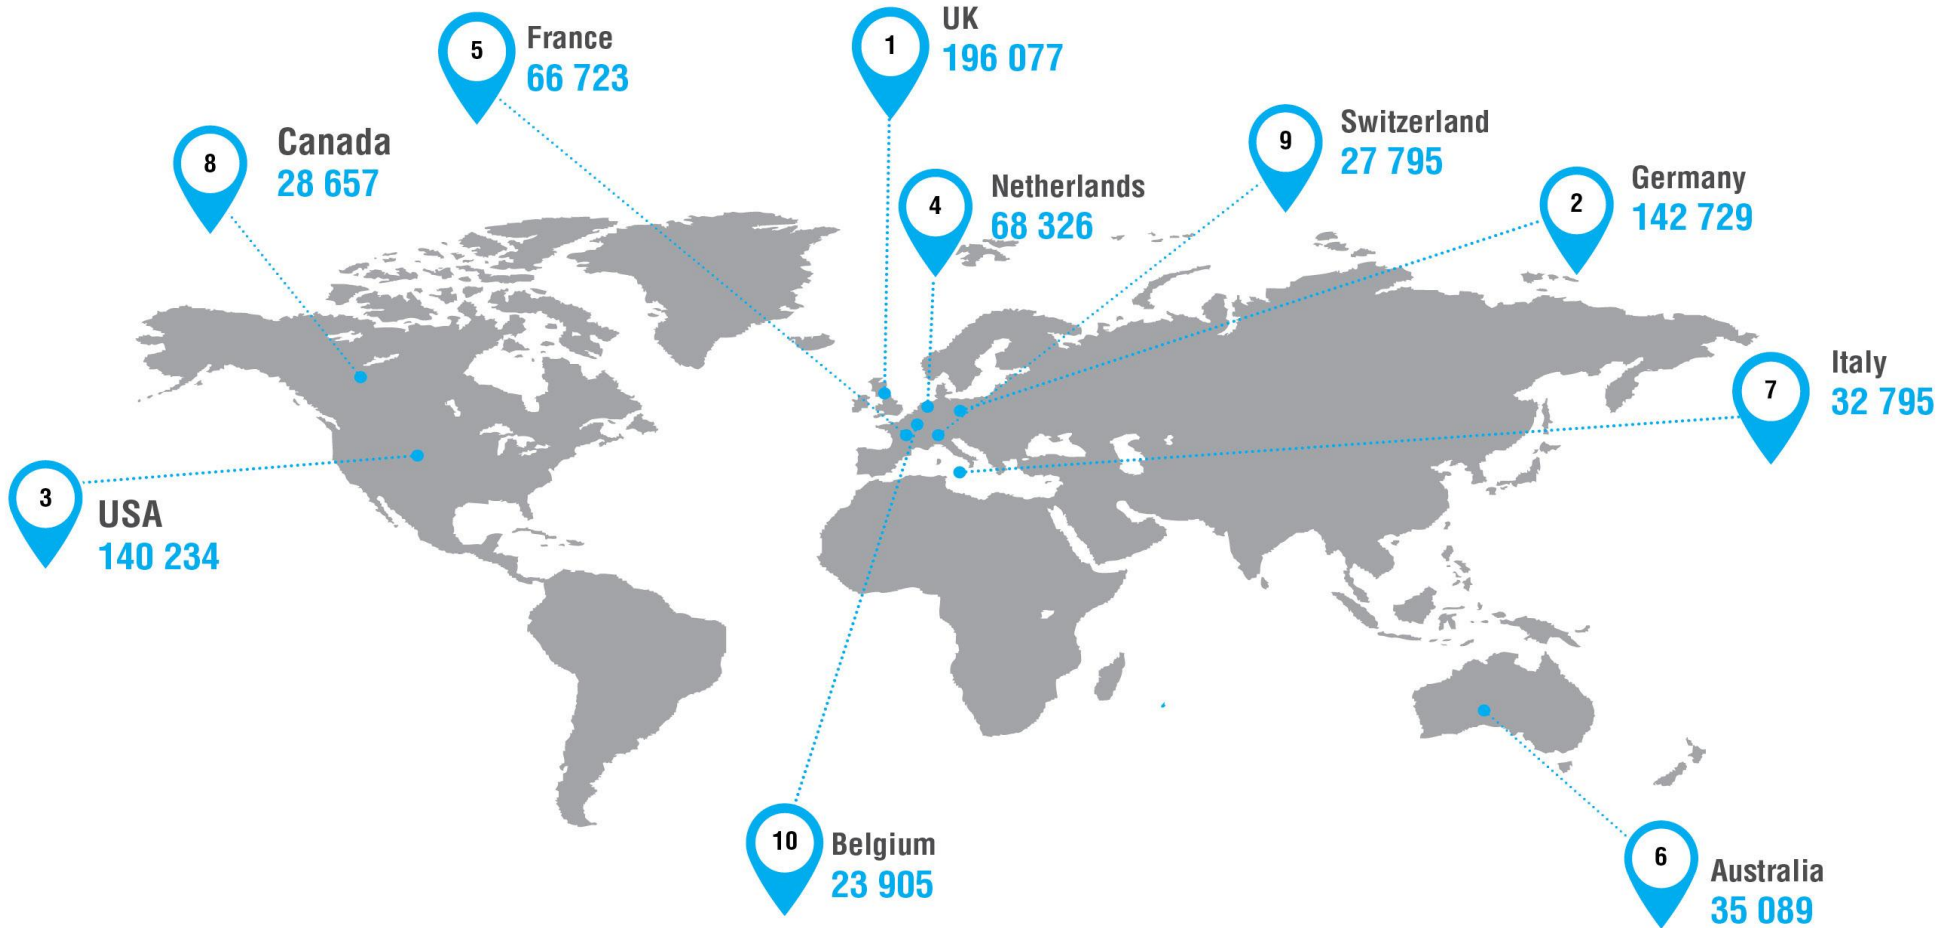 5
France
66 723
1
UK
196 077
8
Canada
28 657
4
Netherlands
68 326
9
Switzerland
27 795
2
Germany
142 729
7
Italy
32 795
3
USA
140 234
10
Belgium
23 905
6
Australia
35 089